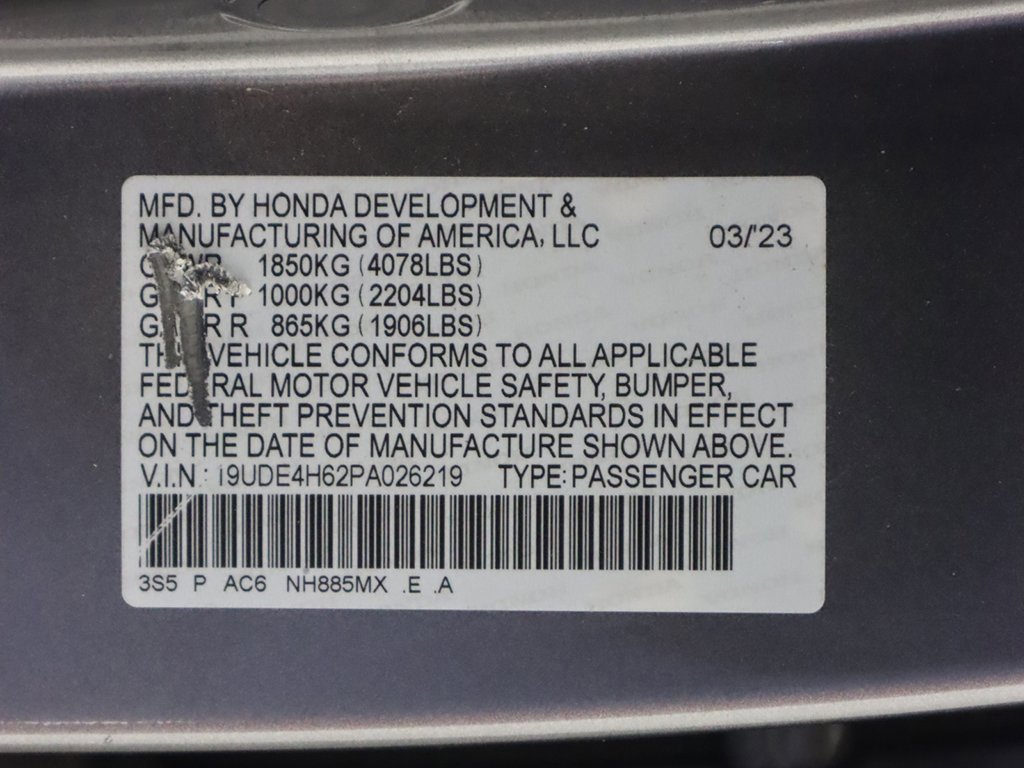 MFD. BY HONDA DEVELOPMENT &
MANUFACTURING OF AMERICA, LLC 03/'23
1850KG (4078LBS)
1000KG (2204LBS)
R 865KG (1906LBS)
VEHICLE CONFORMS TO ALL APPLICABLE
FEDERAL MOTOR VEHICLE SAFETY, BUMPER,
AND THEFT PREVENTION STANDARDS IN EFFECT
ON THE DATE OF MANUFACTURE SHOWN ABOVE.
V.I.N.: 19UDE4H62PA026219 TYPE: PASSENGER CAR
3S5 P AC6 NH885MX .E .A